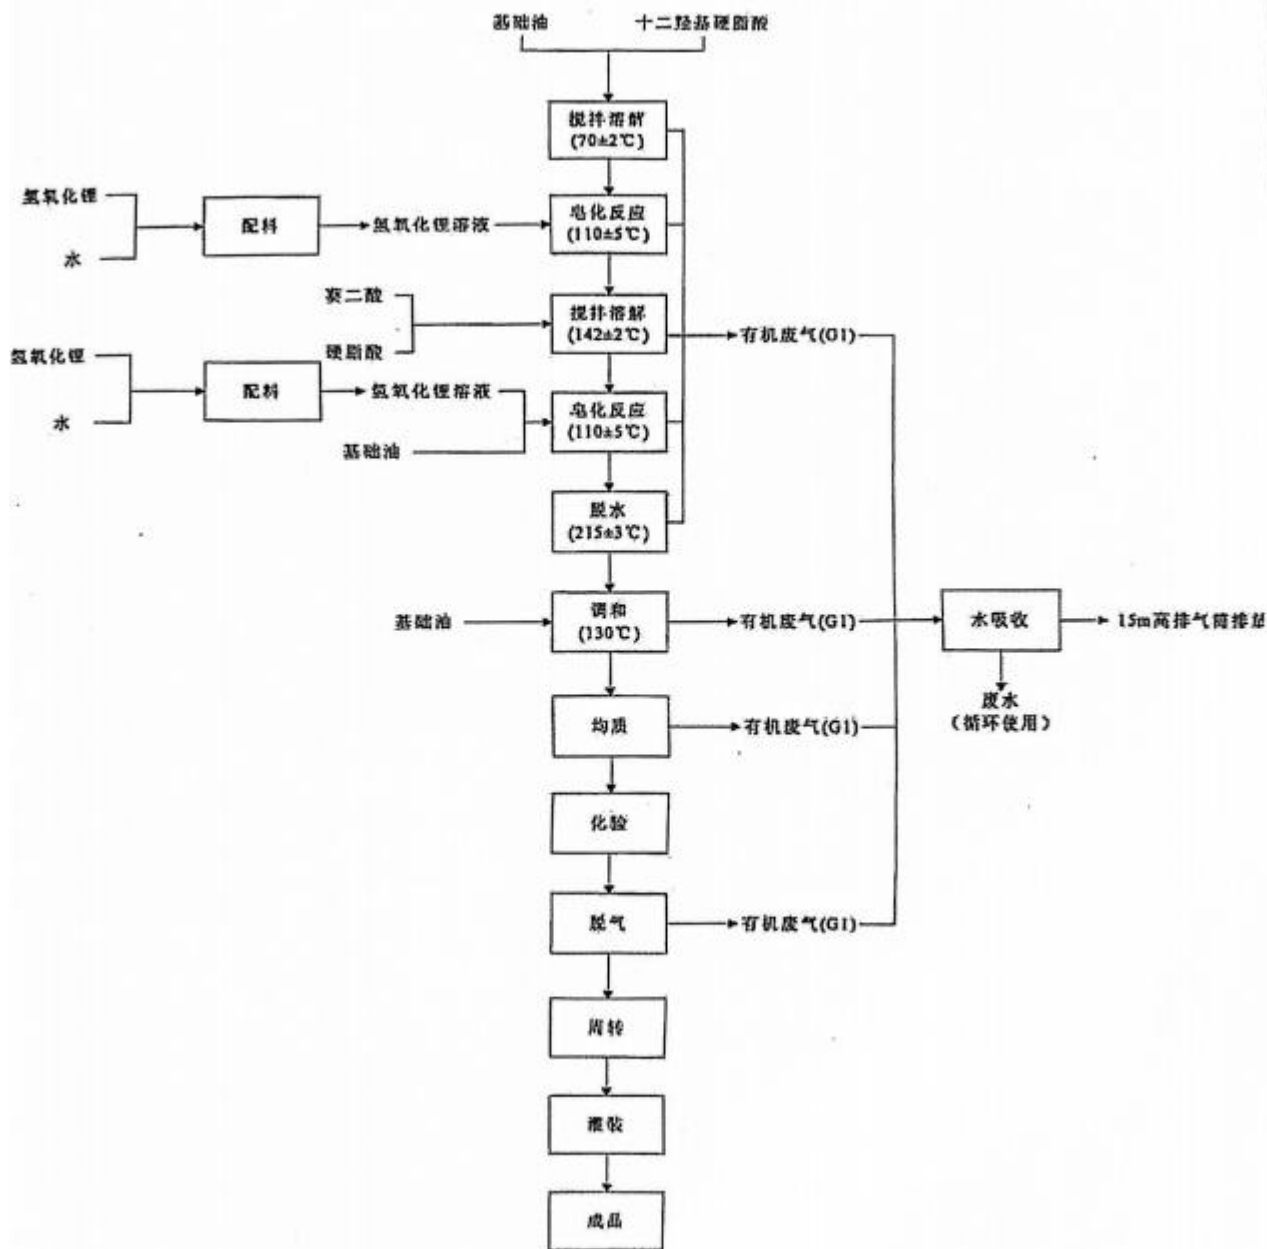 基础油 十二羟基硬脂酸
搅拌溶解
(70±2℃)
氢氧化锂
水
配料
氢氧化锂溶液
皂化反应
(110±5℃)
葵二酸
硬脂酸
搅拌溶解
(142±2℃)
有机废气(G1)
氢氧化锂
水
配料
氢氧化锂溶液
基础油
皂化反应
(110±5℃)
脱水
(215±3℃)
基础油
调和
(130℃)
有机废气(G1)
水吸收
15m高排气筒排
废水
（循环使用）
均质
有机废气(G1)
化验
脱气
有机废气(G1)
周转
灌装
成品